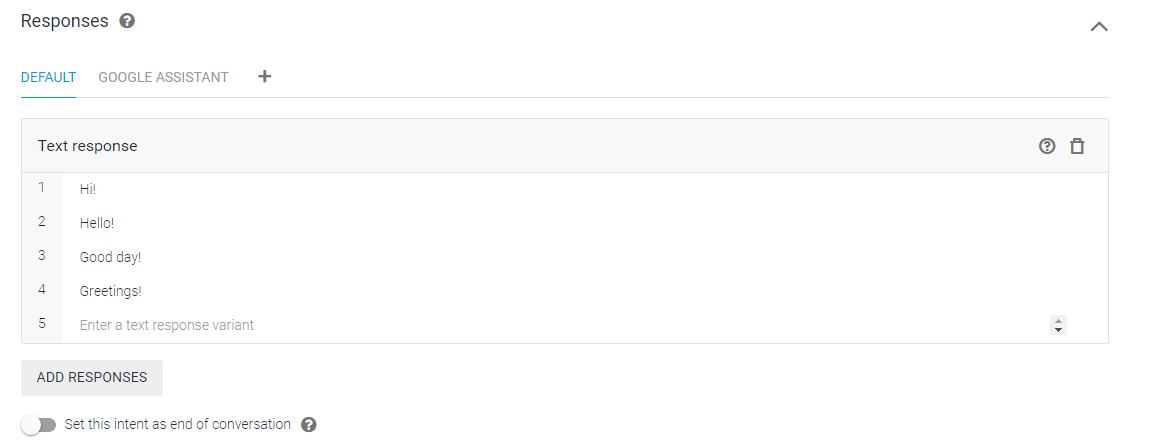 Responses ?
DEFAULT GOOGLE ASSISTANT +
Text response ?
1 Hi!
2 Hello!
3 Good day!
4 Greetings!
5 Enter a text response variant
ADD RESPONSES
Set this intent as end of conversation ?